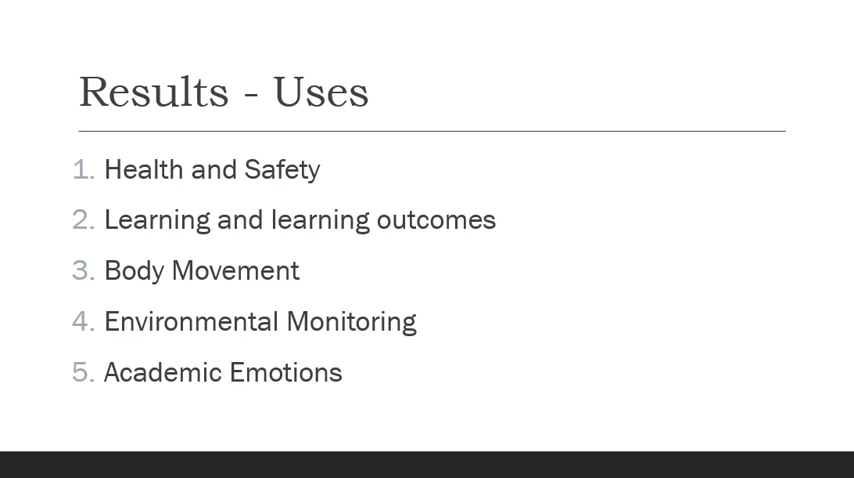 Results - Uses
1. Health and Safety
2. Learning and learning outcomes
3. Body Movement
4. Environmental Monitoring
5. Academic Emotions